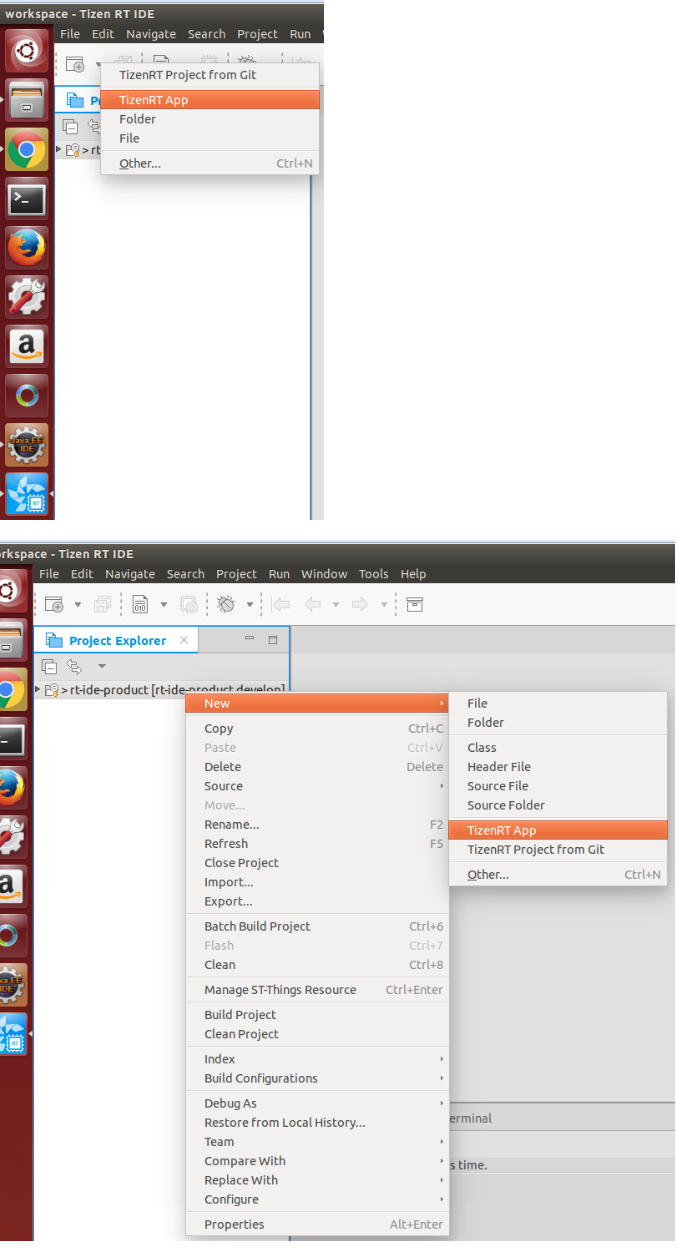 workspace - Tizen RT IDE
File Edit Navigate Search Project Run
TizenRT Project from Git
TizenRT App
Folder
File
Other... Ctrl+N
P
> rt
Java EE
IDE
RT
rkspace - Tizen RT IDE
File Edit Navigate Search Project Run Window Tools Help
010
Project Explorer
> rt-ide-product [rt-ide-product develop]
New
Copy Ctrl+C
Paste Ctrl+V
Delete Delete
Source
Move...
Rename... F2
Refresh F5
Close Project
Import...
Export...
Batch Build Project Ctrl+6
Flash Ctrl+7
Clean Ctrl+8
Manage ST-Things Resource Ctrl+Enter
Build Project
Clean Project
Index
Build Configurations
Debug As
Restore from Local History...
Team
Compare With
Replace With
Configure
Properties Alt+Enter
File
Folder
Class
Header File
Source File
Source Folder
TizenRT App
TizenRT Project from Git
Other... Ctrl+N
erminal
s time.